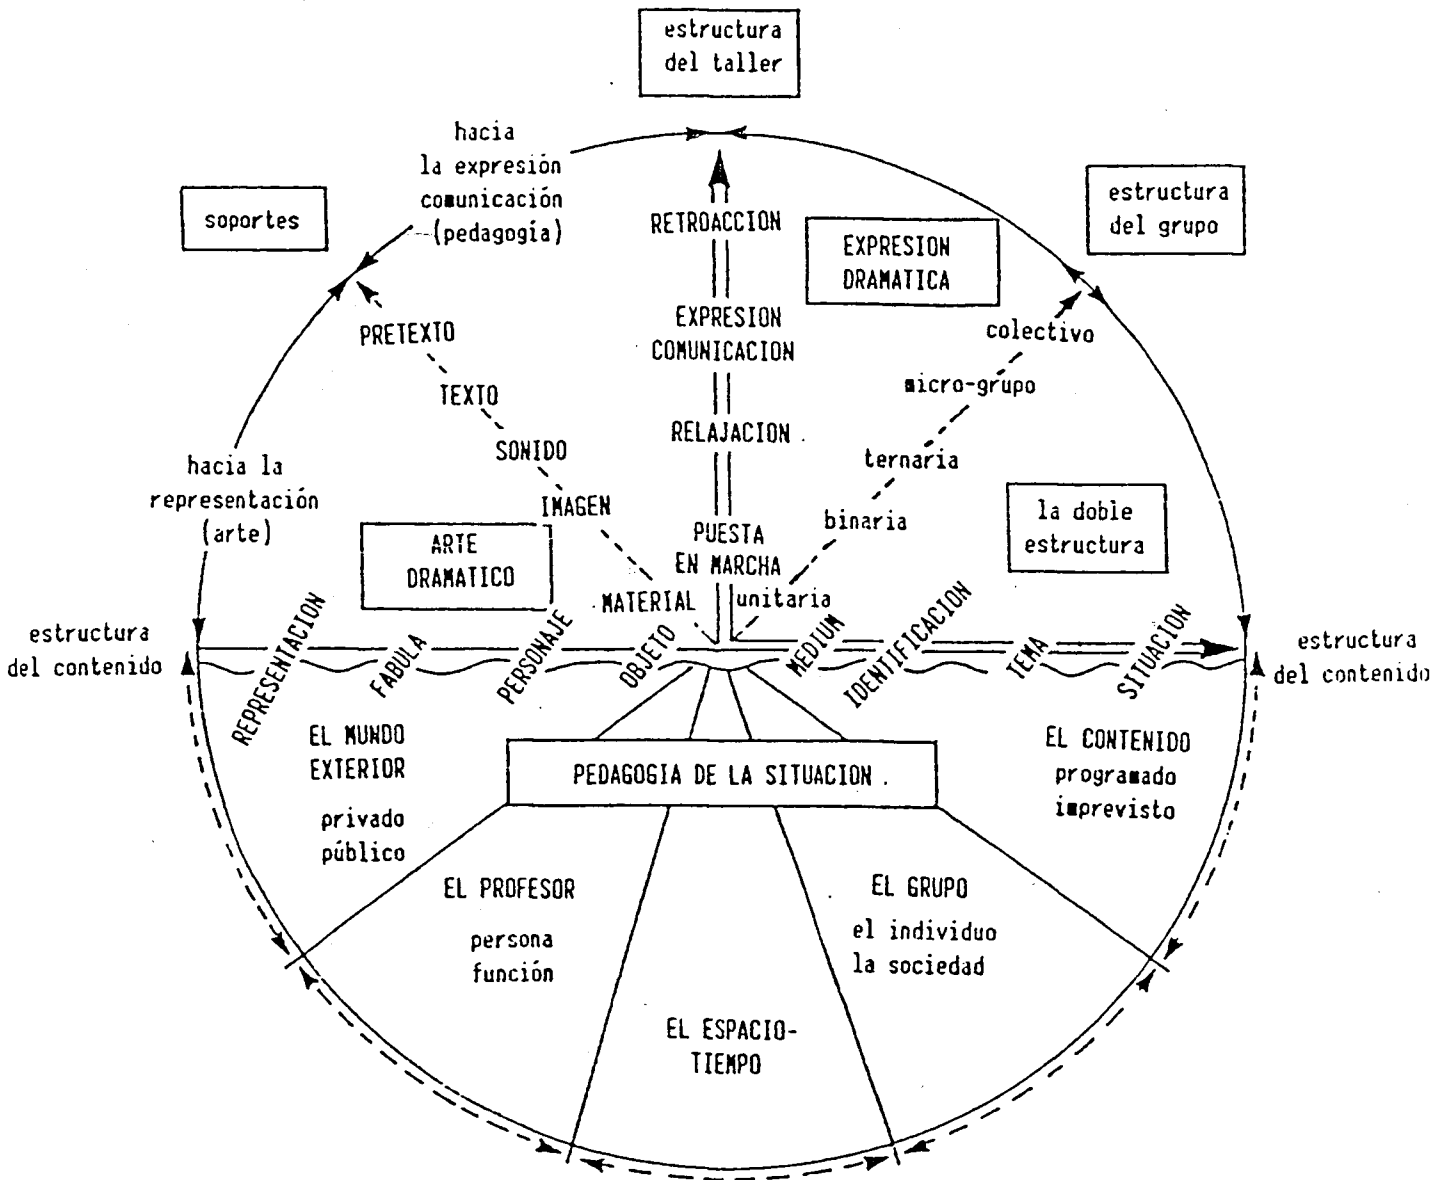 estructura
del taller
hacia
la expresión
comunicación
(pedagogía)
soportes
estructura
del grupo
RETROACCION
EXPRESION
DRAMATICA
PRETEXTO
EXPRESION
COMUNICACION
colectivo
TEXTO
micro-grupo
RELAJACION
SONIDO
ternaria
hacia la
representación
(arte)
IMAGEN
binaria
la doble
estructura
ARTE
DRAMATICO
PUESTA
EN MARCHA
MATERIAL
unitaria
estructura
del contenido
REPRESENTACION
FABULA
PERSONAJE
OBJETO
MEDIUM
IDENTIFICACION
TEMA
SITUACION
estructura
del contenido
EL MUNDO
EXTERIOR
privado
público
PEDAGOGIA DE LA SITUACION.
EL CONTENIDO
programado
imprevisto
EL PROFESOR
persona
función
EL GRUPO
el individuo
la sociedad
EL ESPACIO-
TIEMPO